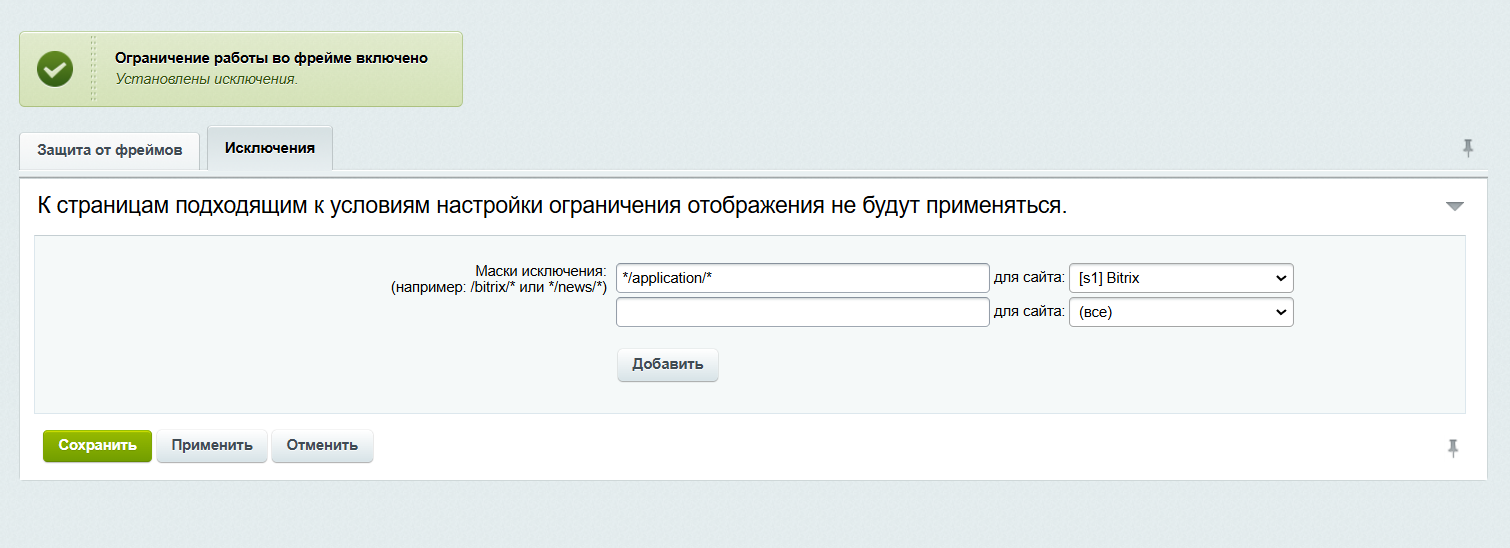 Ограничение работы во фрейме включено
Установлены исключения.
Защита от фреймов
Исключения
К страницам подходящим к условиям настройки ограничения отображения не будут применяться.
Маски исключения:
(например: /bitrix/* или */news/*)
*/application/* для сайта: [s1] Bitrix
для сайта: (все)
Добавить
Сохранить Применить Отменить